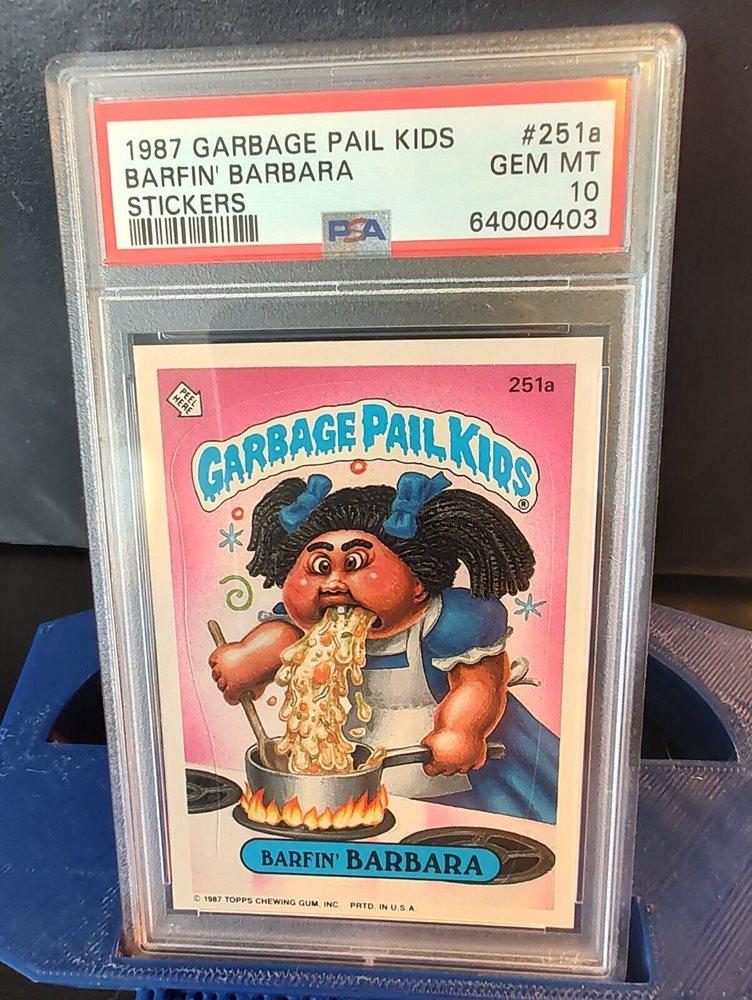 1987 GARBAGE PAIL KIDS #251a
BARFIN' BARBARA GEM MT
STICKERS 10
PSA 64000403
PEEL
HERE
251a
GARBAGE PAIL KIDS®
BARFIN' BARBARA
© 1987 TOPPS CHEWING GUM, INC. PRTD. IN U.S.A.